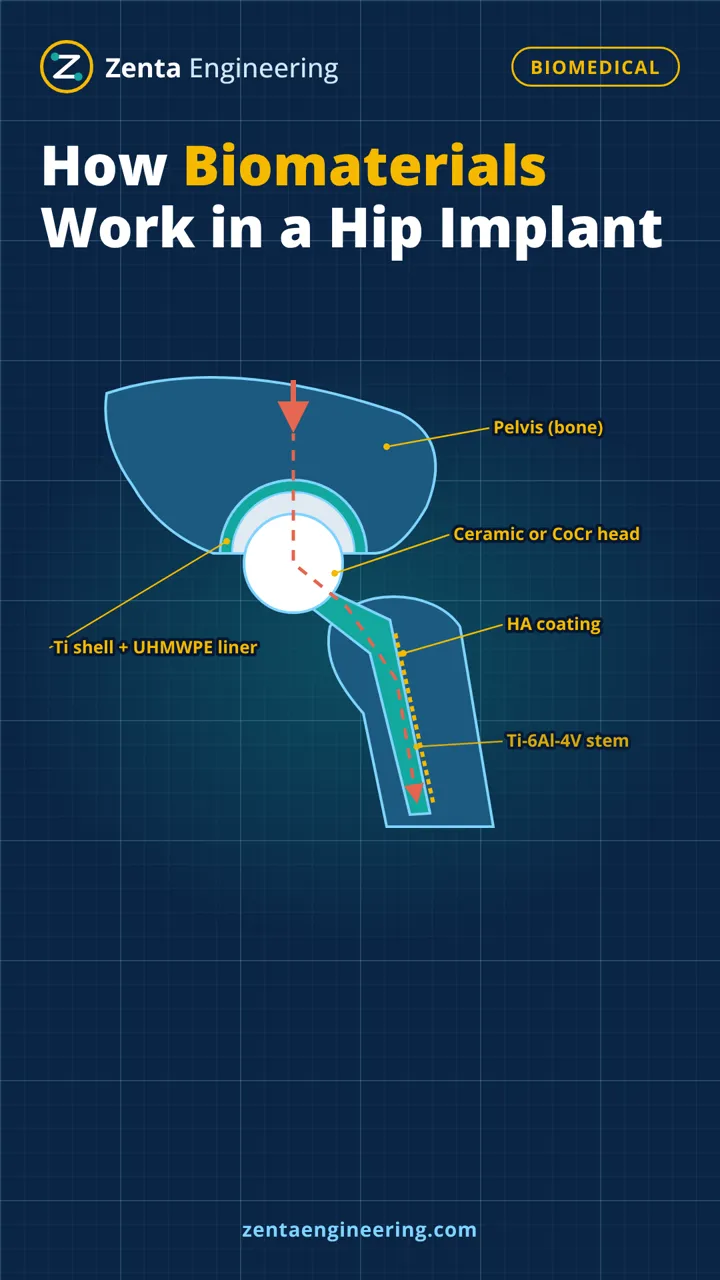 Zenta Engineering
BIOMEDICAL
How Biomaterials
Work in a Hip Implant
Pelvis (bone)
Ceramic or CoCr head
HA coating
Ti shell + UHMWPE liner
Ti-6Al-4V stem
zentaengineering.com